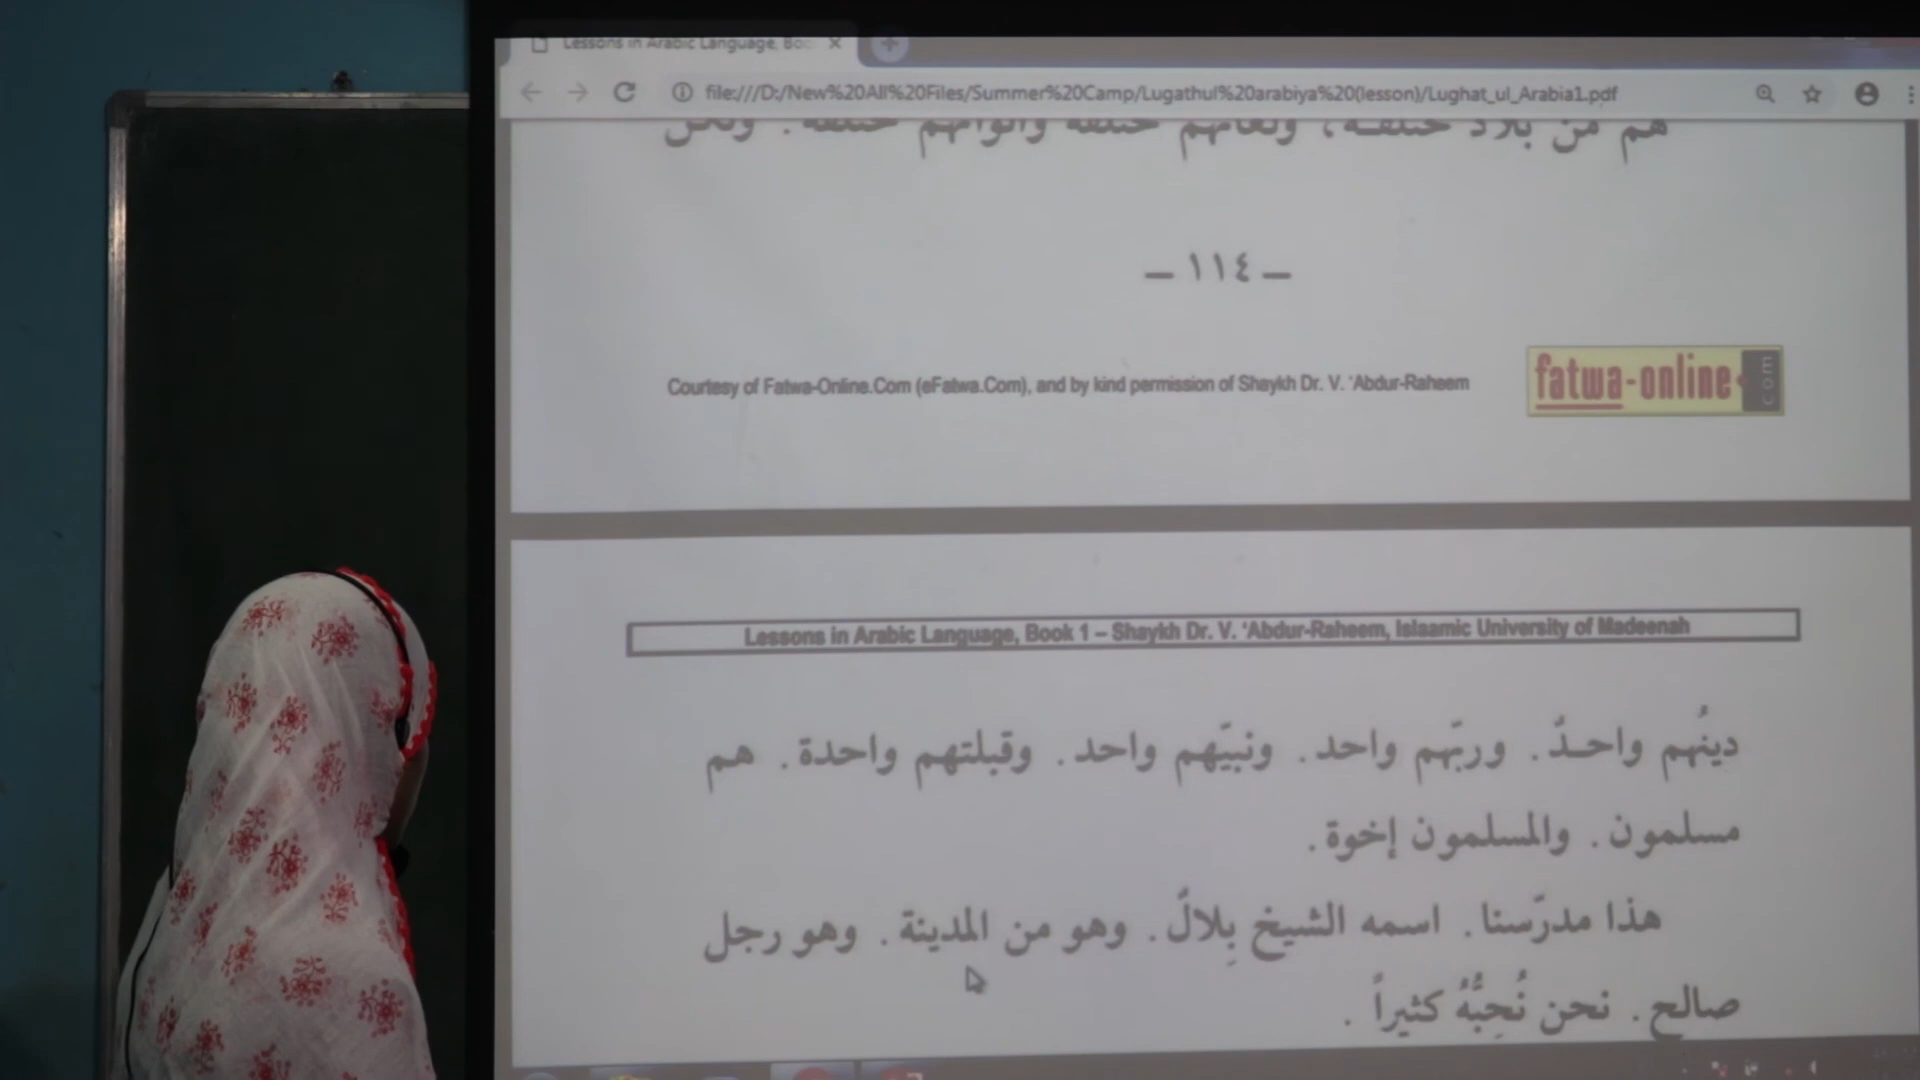 Lessons in Arabic Language, Boo
file:///D:/New%20All%20Files/Summer%20Camp/Lugathul%20arabiya%20(lesson)/Lughat_ul_Arabia1.pdf
هم من بلاد مختلفـة، ولغاتهم مختلفة وألوانهم مختلفة. ونحن
– ١١٤ –
Courtesy of Fatwa-Online.Com (eFatwa.Com), and by kind permission of Shaykh Dr. V. ‘Abdur-Raheem
fatwa-online.com
Lessons in Arabic Language, Book 1 – Shaykh Dr. V. ‘Abdur-Raheem, Islaamic University of Madeenah
دينُهم واحـدٌ. وربّهم واحد. ونبيّهم واحد. وقبلتهم واحدة. هم
مسلمون. والمسلمون إخوة.
هذا مدرّسنا. اسمه الشيخ بِلالٌ. وهو من المدينة. وهو رجل
صالح. نحن نُحِبُّهُ كثيراً.